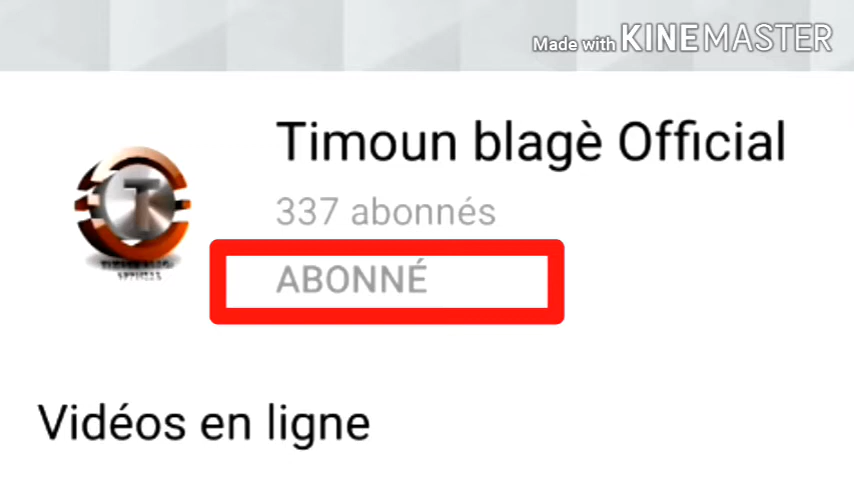 Made with KINEMASTER
Timoun blagè Official
337 abonnés
ABONNÉ
Vidéos en ligne